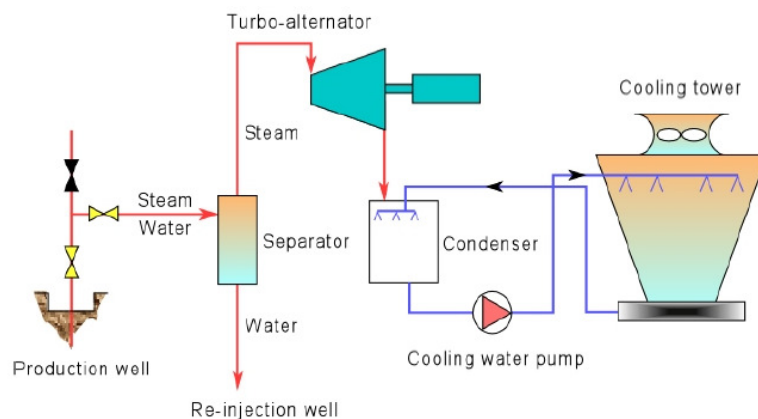 Turbo-alternator
Cooling tower
Steam
Steam
Water
Separator
Condenser
Water
Production well
Cooling water pump
Re-injection well